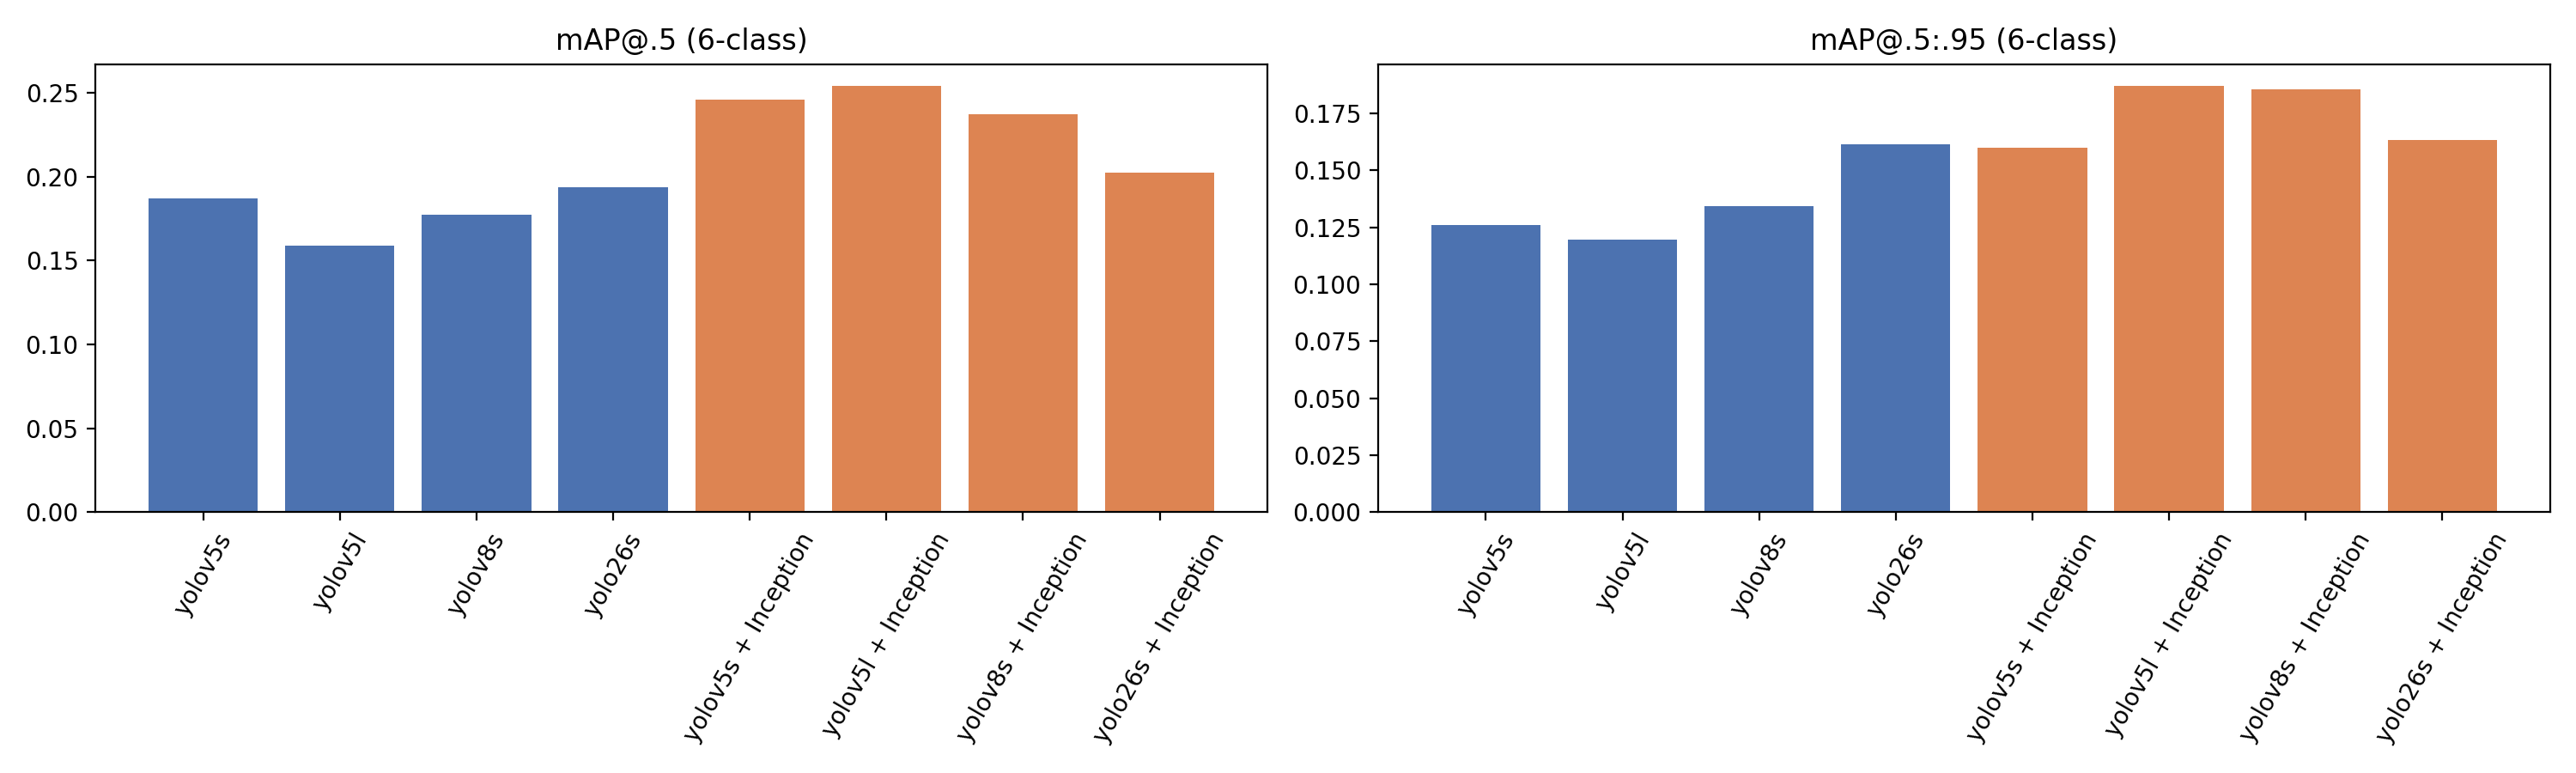 mAP@.5 (6-class)
0.25
0.20
0.15
0.10
0.05
0.00
yolov5s
yolov5l
yolov8s
yolo26s
yolov5s + Inception
yolov5l + Inception
yolov8s + Inception
yolo26s + Inception
mAP@.5:.95 (6-class)
0.175
0.150
0.125
0.100
0.075
0.050
0.025
0.000
yolov5s
yolov5l
yolov8s
yolo26s
yolov5s + Inception
yolov5l + Inception
yolov8s + Inception
yolo26s + Inception